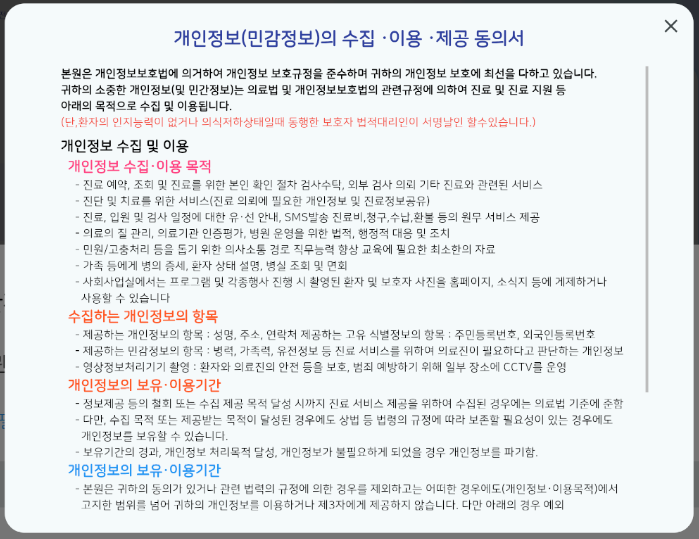 개인정보(민감정보)의 수집 ·이용 ·제공 동의서
본원은 개인정보보호법에 의거하여 개인정보 보호규정을 준수하며 귀하의 개인정보 보호에 최선을 다하고 있습니다.
귀하의 소중한 개인정보(및 민간정보)는 의료법 및 개인정보보호법의 관련규정에 의하여 진료 및 진료 지원 등
아래의 목적으로 수집 및 이용됩니다.
(단,환자의 인지능력이 없거나 의식저하상태일때 동행한 보호자 법적대리인이 서명날인 할수있습니다.)
개인정보 수집 및 이용
개인정보 수집·이용 목적
- 진료 예약, 조회 및 진료를 위한 본인 확인 절차 검사수탁, 외부 검사 의뢰 기타 진료와 관련된 서비스
- 진단 및 치료를 위한 서비스(진료 의뢰에 필요한 개인정보 및 진료정보공유)
- 진료, 입원 및 검사 일정에 대한 유·선 안내, SMS발송 진료비,청구,수납,환불 등의 원무 서비스 제공
- 의료의 질 관리, 의료기관 인증평가, 병원 운영을 위한 법적, 행정적 대응 및 조치
- 민원/고충처리 등을 돕기 위한 의사소통 경로 직무능력 향상 교육에 필요한 최소한의 자료
- 가족 등에게 병의 증세, 환자 상태 설명, 병실 조회 및 면회
- 사회사업실에서는 프로그램 및 각종행사 진행 시 촬영된 환자 및 보호자 사진을 홈페이지, 소식지 등에 게제하거나
사용할 수 있습니다
수집하는 개인정보의 항목
- 제공하는 개인정보의 항목 : 성명, 주소, 연락처 제공하는 고유 식별정보의 항목 : 주민등록번호, 외국인등록번호
- 제공하는 민감정보의 항목 : 병력, 가족력, 유전정보 등 진료 서비스를 위하여 의료진이 필요하다고 판단하는 개인정보
- 영상정보처리기기 촬영 : 환자와 의료진의 안전 등을 보호, 범죄 예방하기 위해 일부 장소에 CCTV를 운영
개인정보의 보유·이용기간
- 정보제공 등의 철회 또는 수집 제공 목적 달성 시까지 진료 서비스 제공을 위하여 수집된 경우에는 의료법 기준에 준함
- 다만, 수집 목적 또는 제공받는 목적이 달성된 경우에도 상법 등 법령의 규정에 따라 보존할 필요성이 있는 경우에도
개인정보를 보유할 수 있습니다.
- 보유기간의 경과, 개인정보 처리목적 달성, 개인정보가 불필요하게 되었을 경우 개인정보를 파기함.
개인정보의 보유·이용기간
- 본원은 귀하의 동의가 있거나 관련 법력의 규정에 의한 경우를 제외하고는 어떠한 경우에도(개인정보·이용목적)에서
고지한 범위를 넘어 귀하의 개인정보를 이용하거나 제3자에게 제공하지 않습니다. 다만 아래의 경우 예외